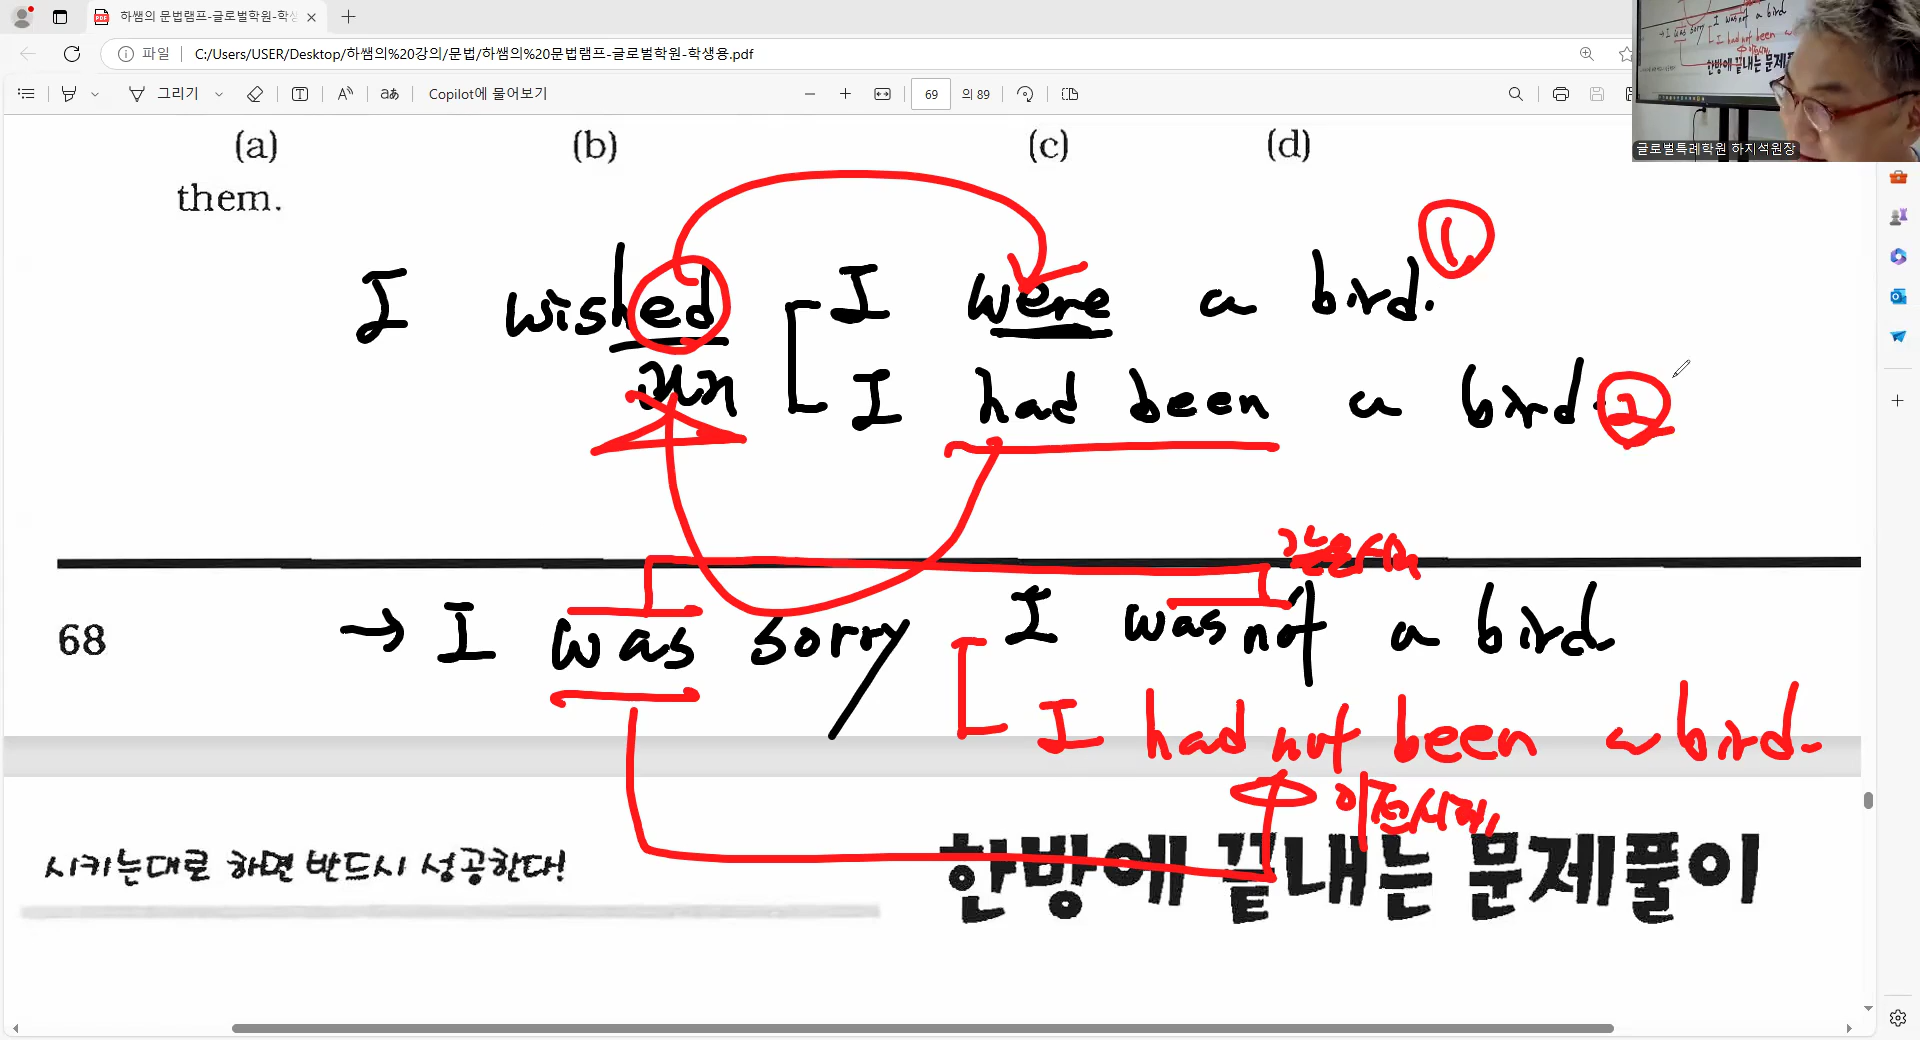 하쌤의 문법램프-글로벌학원-학생
파일
C:/Users/USER/Desktop/하쌤의%20강의/문법/하쌤의%20문법램프-글로벌학원-학생용.pdf
그리기
Copilot에 물어보기
69
의 89
글로벌특례학원 하지석원장
(a) (b) (c) (d)
them.
I wished I were a bird. 1
I had been a bird. 2
68
→ I was sorry / I was not a bird
I had not been a bird.
이전시제
시키는대로 하면 반드시 성공한다!
한방에 끝내는 문제풀이